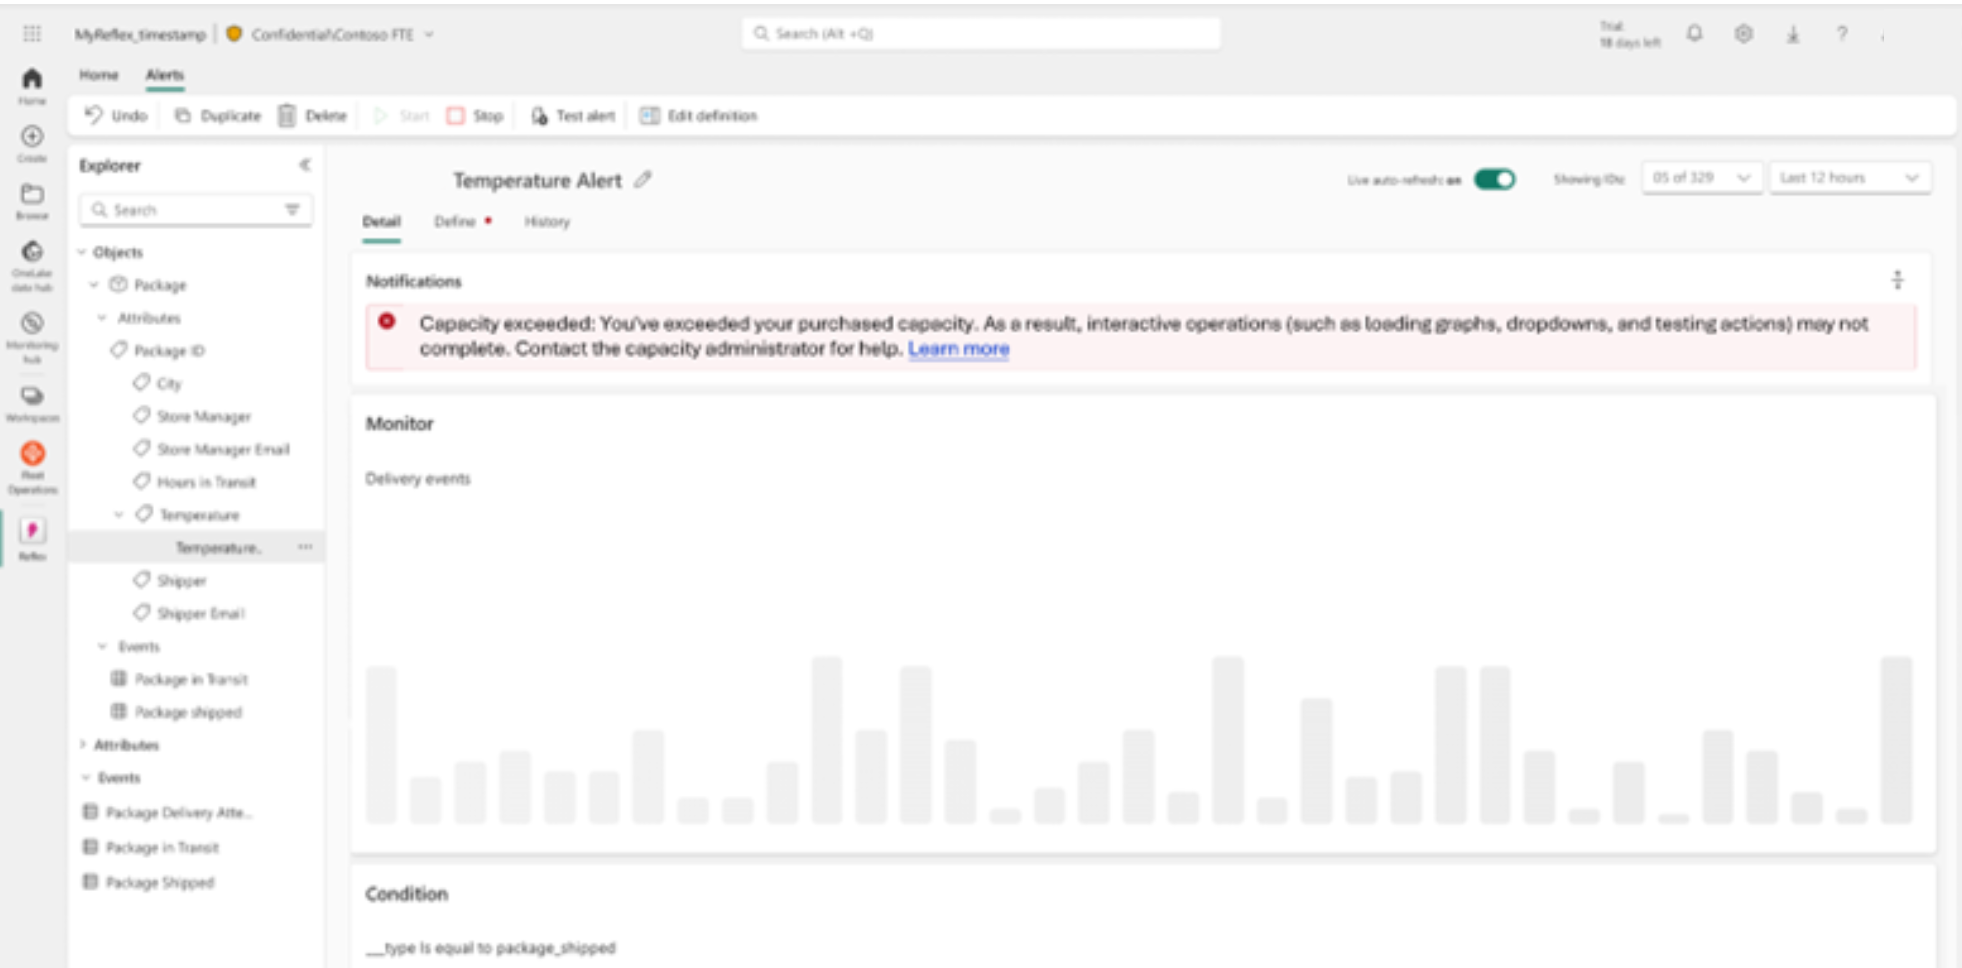 MyReflex_timestamp
Confidential\Contoso FTE
Search (Alt +Q)
Trial:
18 days left
?
Home
Alerts
Undo
Duplicate
Delete
Start
Stop
Test alert
Edit definition
Home
Create
Browse
OneLake
data hub
Monitoring
hub
Workspaces
Fleet
Operations
Reflex
Explorer
Search
Objects
Package
Attributes
Package ID
City
Store Manager
Store Manager Email
Hours in Transit
Temperature
Temperature..
Shipper
Shipper Email
Events
Package in Transit
Package shipped
Attributes
Events
Package Delivery Atte...
Package in Transit
Package Shipped
Temperature Alert
Live auto-refresh: on
Showing IDs:
05 of 329
Last 12 hours
Detail
Define
History
Notifications
Capacity exceeded: You've exceeded your purchased capacity. As a result, interactive operations (such as loading graphs, dropdowns, and testing actions) may not
complete. Contact the capacity administrator for help. Learn more
Monitor
Delivery events
Condition
__type Is equal to package_shipped